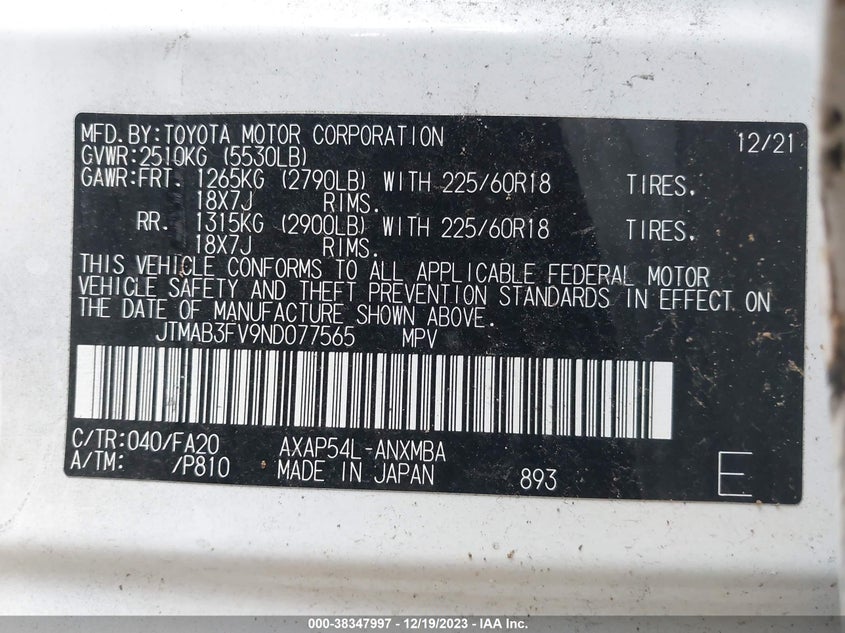 MFD.BY:TOYOTA MOTOR CORPORATION 12/21
GVWR:2510KG (5530LB)
GAWR:FRT. 1265KG (2790LB) WITH 225/60R18 TIRES.
18X7J RIMS.
RR. 1315KG (2900LB) WITH 225/60R18 TIRES.
18X7J RIMS.
THIS VEHICLE CONFORMS TO ALL APPLICABLE FEDERAL MOTOR
VEHICLE SAFETY AND THEFT PREVENTION STANDARDS IN EFFECT ON
THE DATE OF MANUFACTURE SHOWN ABOVE.
JTMAB3FV9ND077565 MPV
C/TR:040/FA20 AXAP54L-ANXMBA
A/TM: /P810 MADE IN JAPAN 893 E
000-38347997 - 12/19/2023 - IAA Inc.